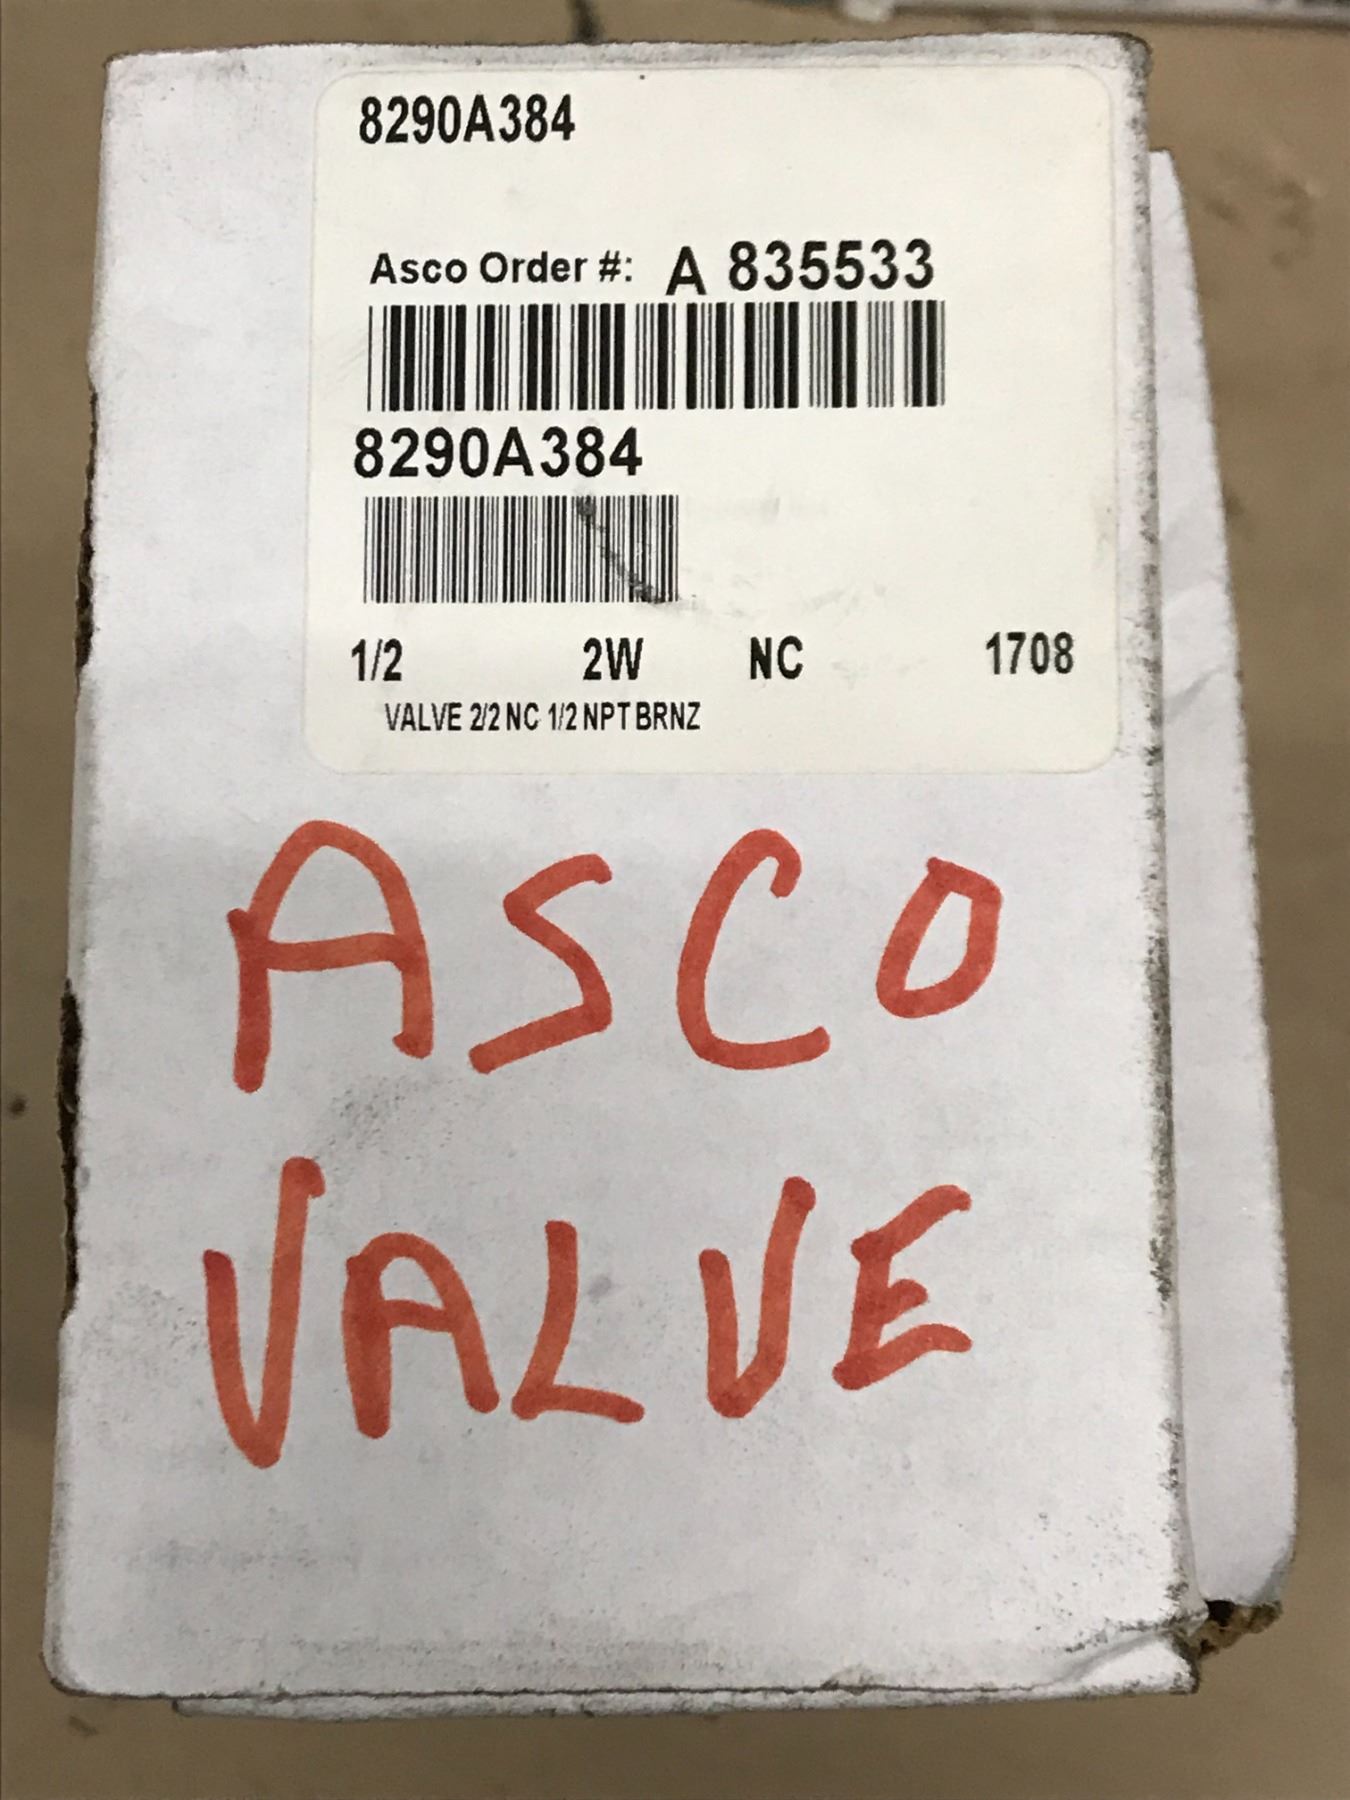 8290A384
Asco Order #: A 835533
8290A384
1/2 2W NC 1708
VALVE 2/2 NC 1/2 NPT BRNZ
ASCO
VALVE